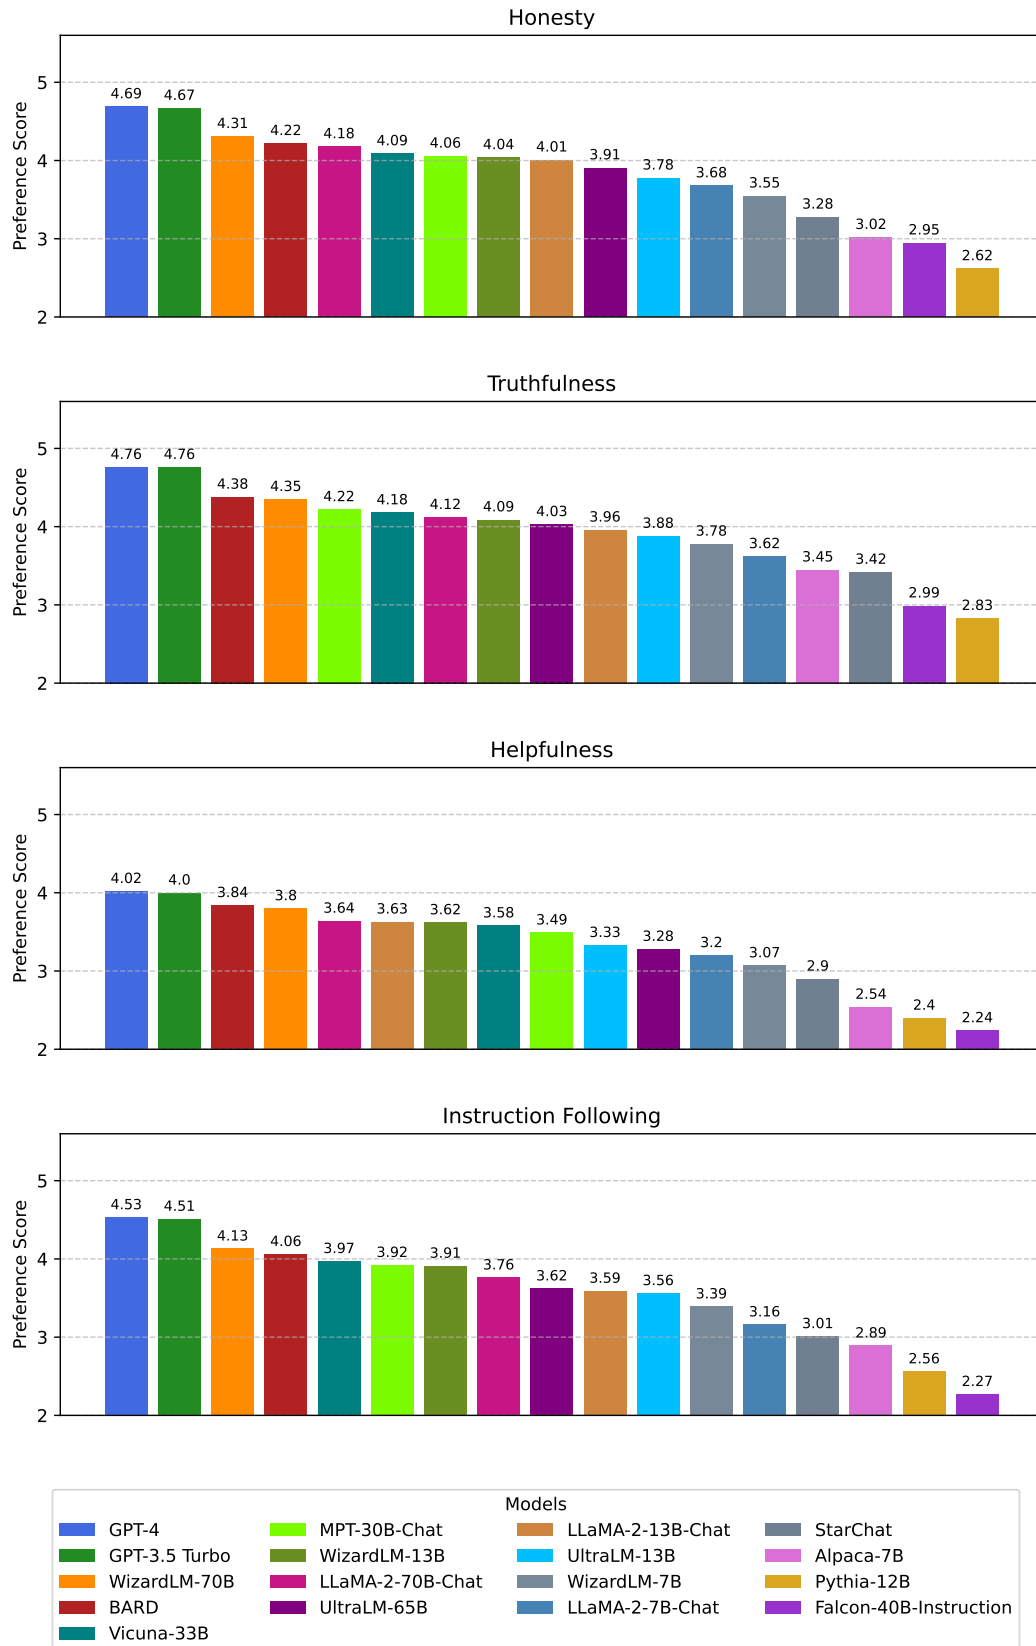 Honesty
Preference Score
5
4
3
2
4.69 4.67 4.31 4.22 4.18 4.09 4.06 4.04 4.01 3.91 3.78 3.68 3.55 3.28 3.02 2.95 2.62
Truthfulness
Preference Score
5
4
3
2
4.76 4.76 4.38 4.35 4.22 4.18 4.12 4.09 4.03 3.96 3.88 3.78 3.62 3.45 3.42 2.99 2.83
Helpfulness
Preference Score
5
4
3
2
4.02 4.0 3.84 3.8 3.64 3.63 3.62 3.58 3.49 3.33 3.28 3.2 3.07 2.9 2.54 2.4 2.24
Instruction Following
Preference Score
5
4
3
2
4.53 4.51 4.13 4.06 3.97 3.92 3.91 3.76 3.62 3.59 3.56 3.39 3.16 3.01 2.89 2.56 2.27
Models
GPT-4
GPT-3.5 Turbo
WizardLM-70B
BARD
Vicuna-33B
MPT-30B-Chat
WizardLM-13B
LLaMA-2-70B-Chat
UltraLM-65B
LLaMA-2-13B-Chat
UltraLM-13B
WizardLM-7B
LLaMA-2-7B-Chat
StarChat
Alpaca-7B
Pythia-12B
Falcon-40B-Instruction